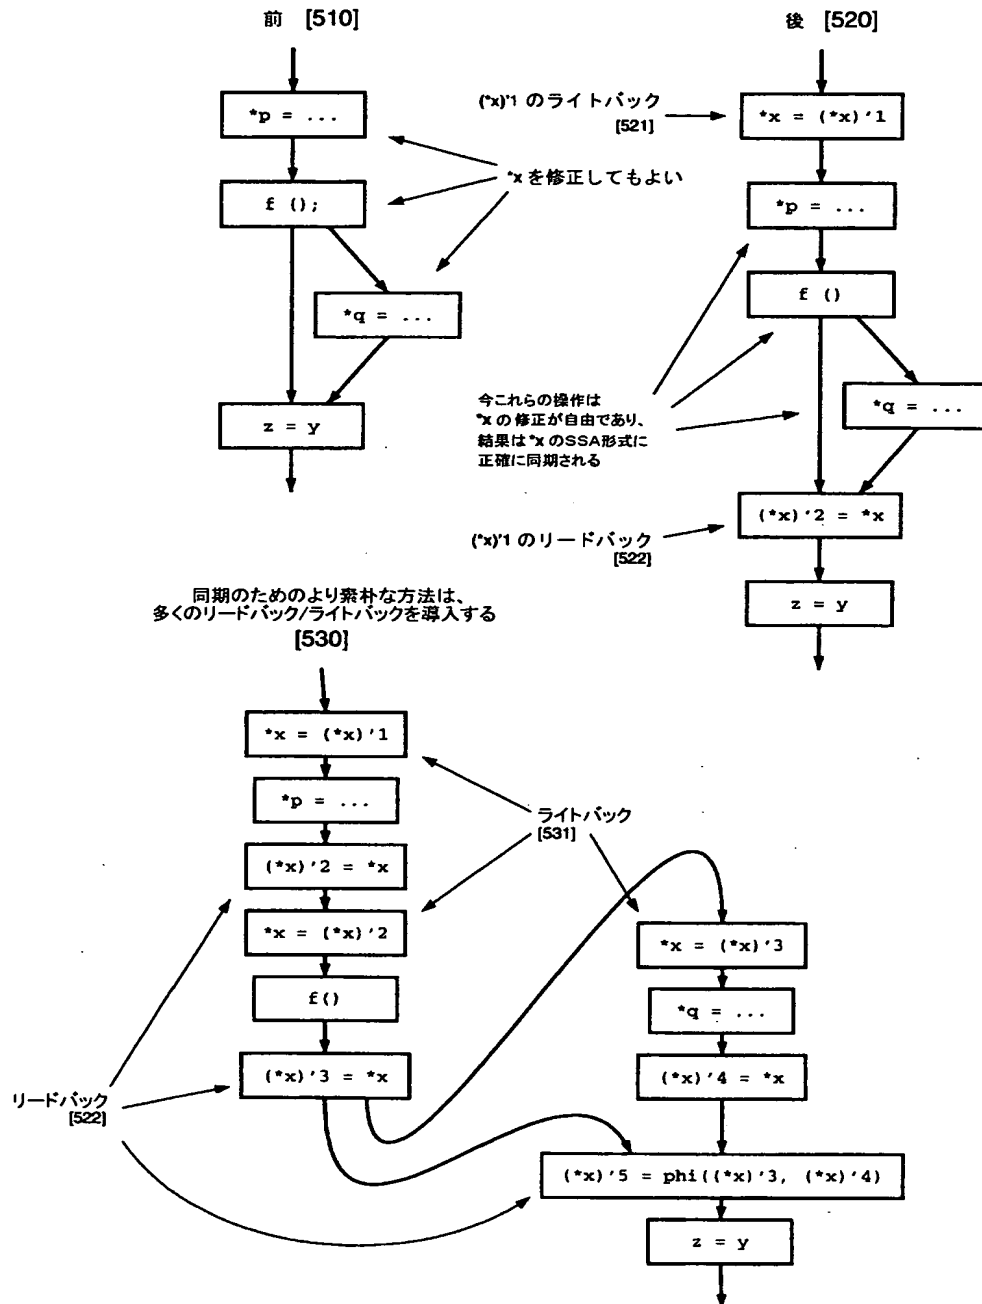 前 [510]
*p = ...
f ();
*x を修正してもよい
*q = ...
z = y
後 [520]
(*x)'1 のライトバック
[521]
*x = (*x)'1
*p = ...
f ()
今これらの操作は
*x の修正が自由であり、
結果は *x のSSA形式に
正確に同期される
*q = ...
(*x)'2 = *x
(*x)'1 のリードバック
[522]
z = y
同期のためのより素朴な方法は、
多くのリードバック/ライトバックを導入する
[530]
*x = (*x)'1
*p = ...
(*x)'2 = *x
*x = (*x)'2
f()
(*x)'3 = *x
ライトバック
[531]
リードバック
[522]
*x = (*x)'3
*q = ...
(*x)'4 = *x
(*x)'5 = phi((*x)'3, (*x)'4)
z = y